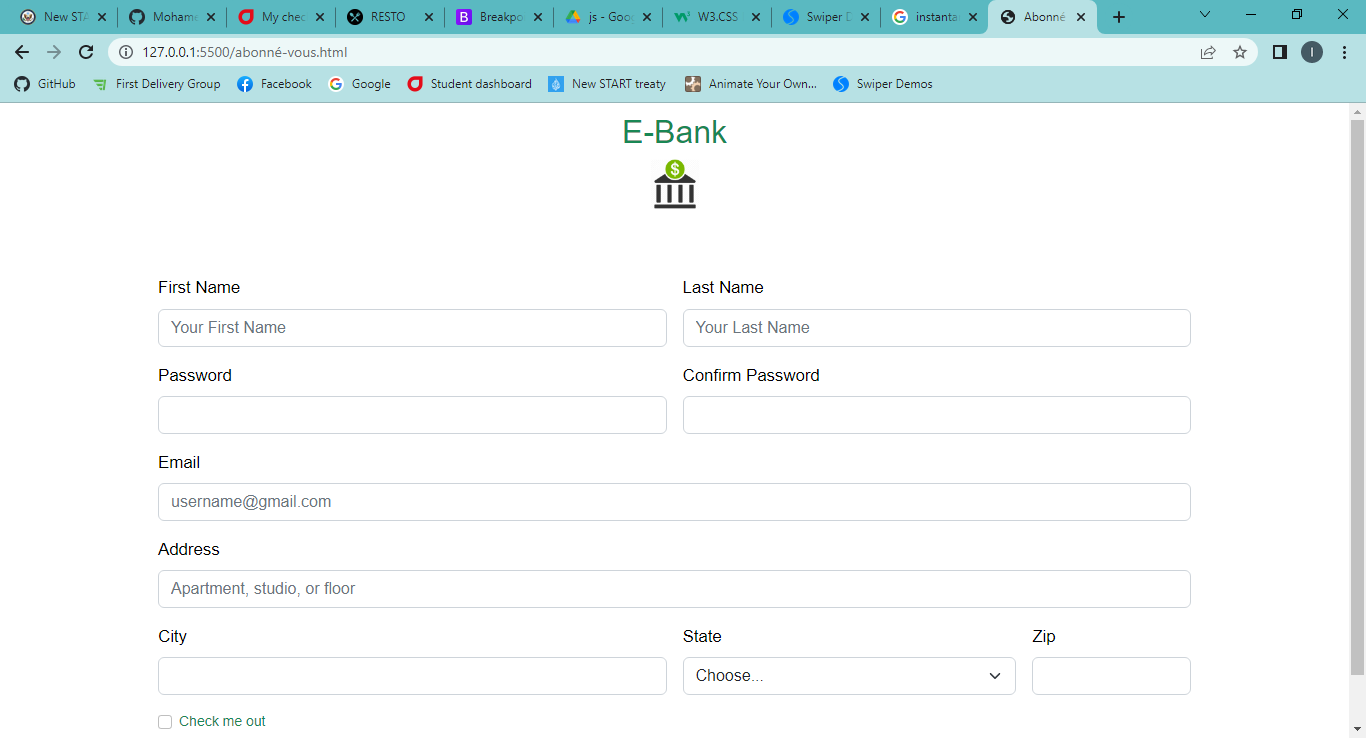 New STA
Mohame
My chec
RESTO
Breakpo
js - Goo
W3.CSS
Swiper D
instanta
Abonné
127.0.0.1:5500/abonné-vous.html
I
GitHub
First Delivery Group
Facebook
Google
Student dashboard
New START treaty
Animate Your Own...
Swiper Demos
E-Bank
$
First Name
Last Name
Your First Name
Your Last Name
Password
Confirm Password
Email
username@gmail.com
Address
Apartment, studio, or floor
City
State
Zip
Choose...
Check me out